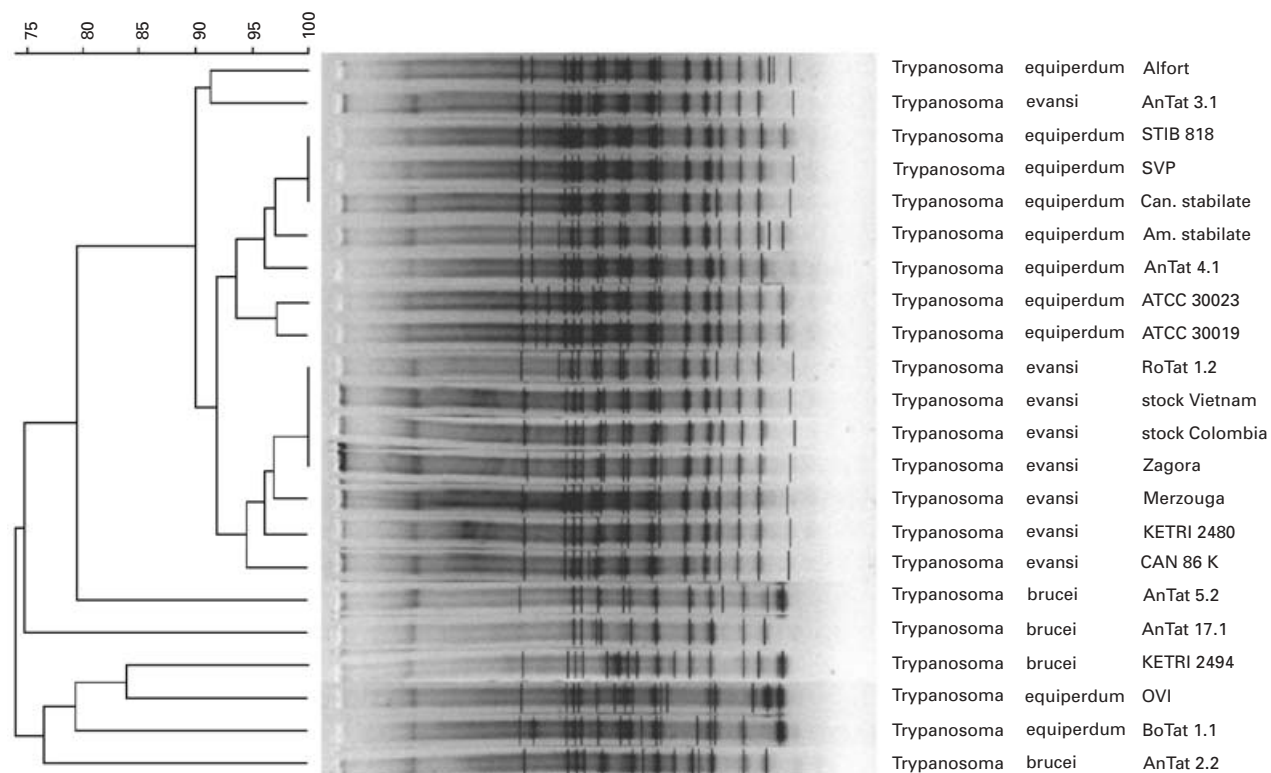 75 80 85 90 95 100
Trypanosoma equiperdum Alfort
Trypanosoma evansi AnTat 3.1
Trypanosoma equiperdum STIB 818
Trypanosoma equiperdum SVP
Trypanosoma equiperdum Can. stabilate
Trypanosoma equiperdum Am. stabilate
Trypanosoma equiperdum AnTat 4.1
Trypanosoma equiperdum ATCC 30023
Trypanosoma equiperdum ATCC 30019
Trypanosoma evansi RoTat 1.2
Trypanosoma evansi stock Vietnam
Trypanosoma evansi stock Colombia
Trypanosoma evansi Zagora
Trypanosoma evansi Merzouga
Trypanosoma evansi KETRI 2480
Trypanosoma evansi CAN 86 K
Trypanosoma brucei AnTat 5.2
Trypanosoma brucei AnTat 17.1
Trypanosoma brucei KETRI 2494
Trypanosoma equiperdum OVI
Trypanosoma equiperdum BoTat 1.1
Trypanosoma brucei AnTat 2.2